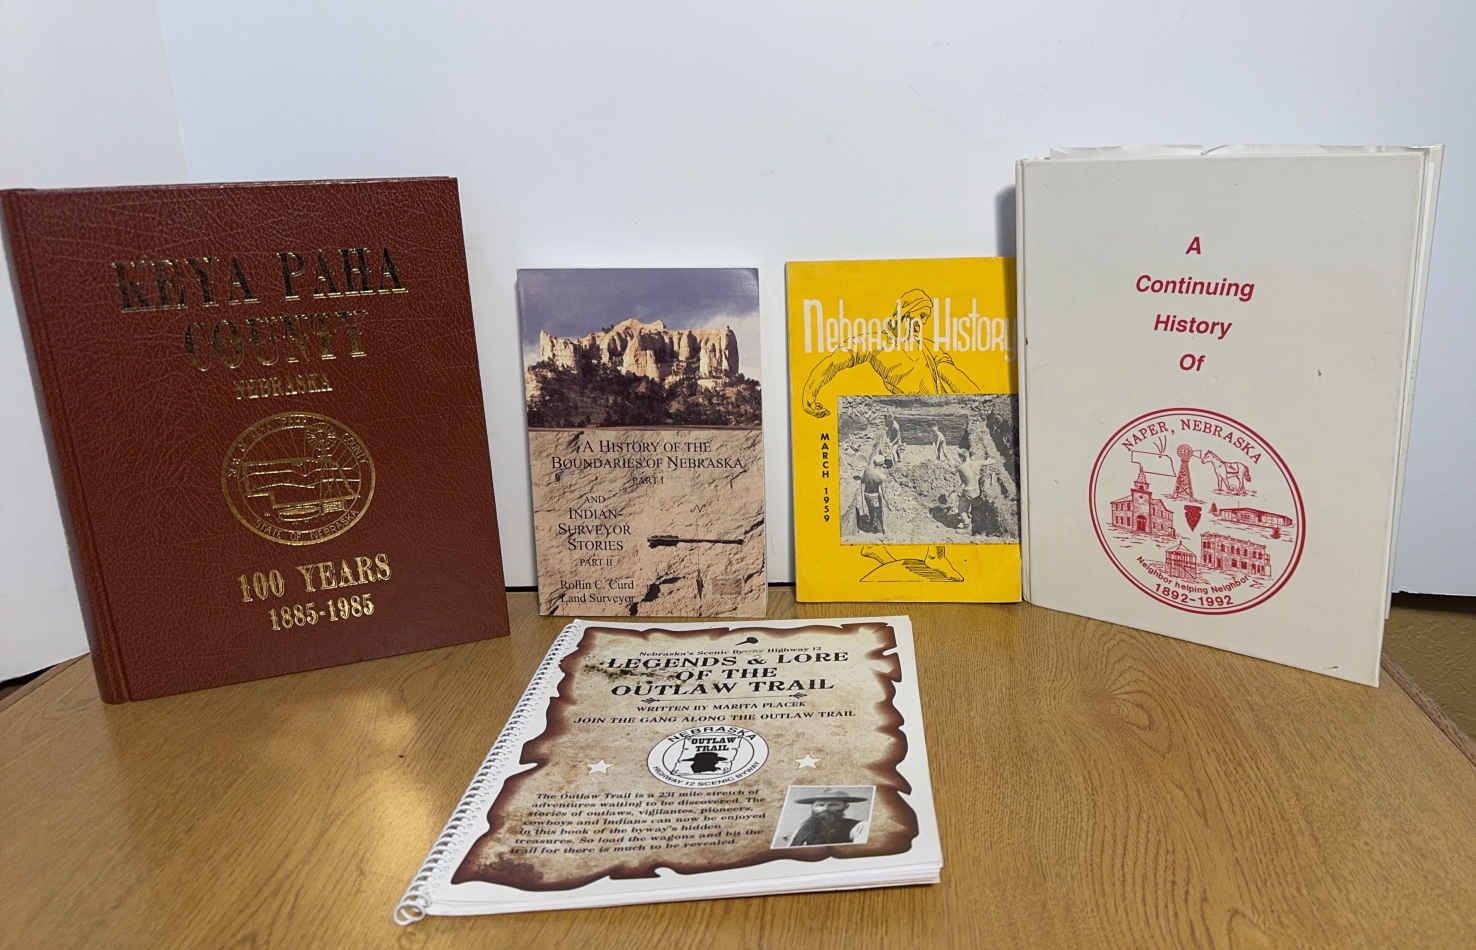 KEYA PAHA
COUNTY
NEBRASKA
STATE OF NEBRASKA
100 YEARS
1885-1985
A HISTORY OF THE
BOUNDARIES OF NEBRASKA
PART I
AND
INDIAN-
SURVEYOR
STORIES
PART II
Rollin C. Curd
Land Surveyor
Nebraska History
MARCH 1959
A
Continuing
History
Of
NAPER, NEBRASKA
Neighbor helping Neighbor
1892-1992
Nebraska's Scenic Byway Highway 12
LEGENDS & LORE
OF THE
OUTLAW TRAIL
WRITTEN BY MARITA PLACEK
JOIN THE GANG ALONG THE OUTLAW TRAIL
NEBRASKA
OUTLAW
TRAIL
HIGHWAY 12 SCENIC BYWAY
The Outlaw Trail is a 231 mile stretch of
adventures waiting to be discovered. The
stories of outlaws, vigilantes, pioneers,
cowboys and Indians can now be enjoyed
in this book of the byway's hidden
treasures. So load the wagons and hit the
trail for there is much to be revealed.